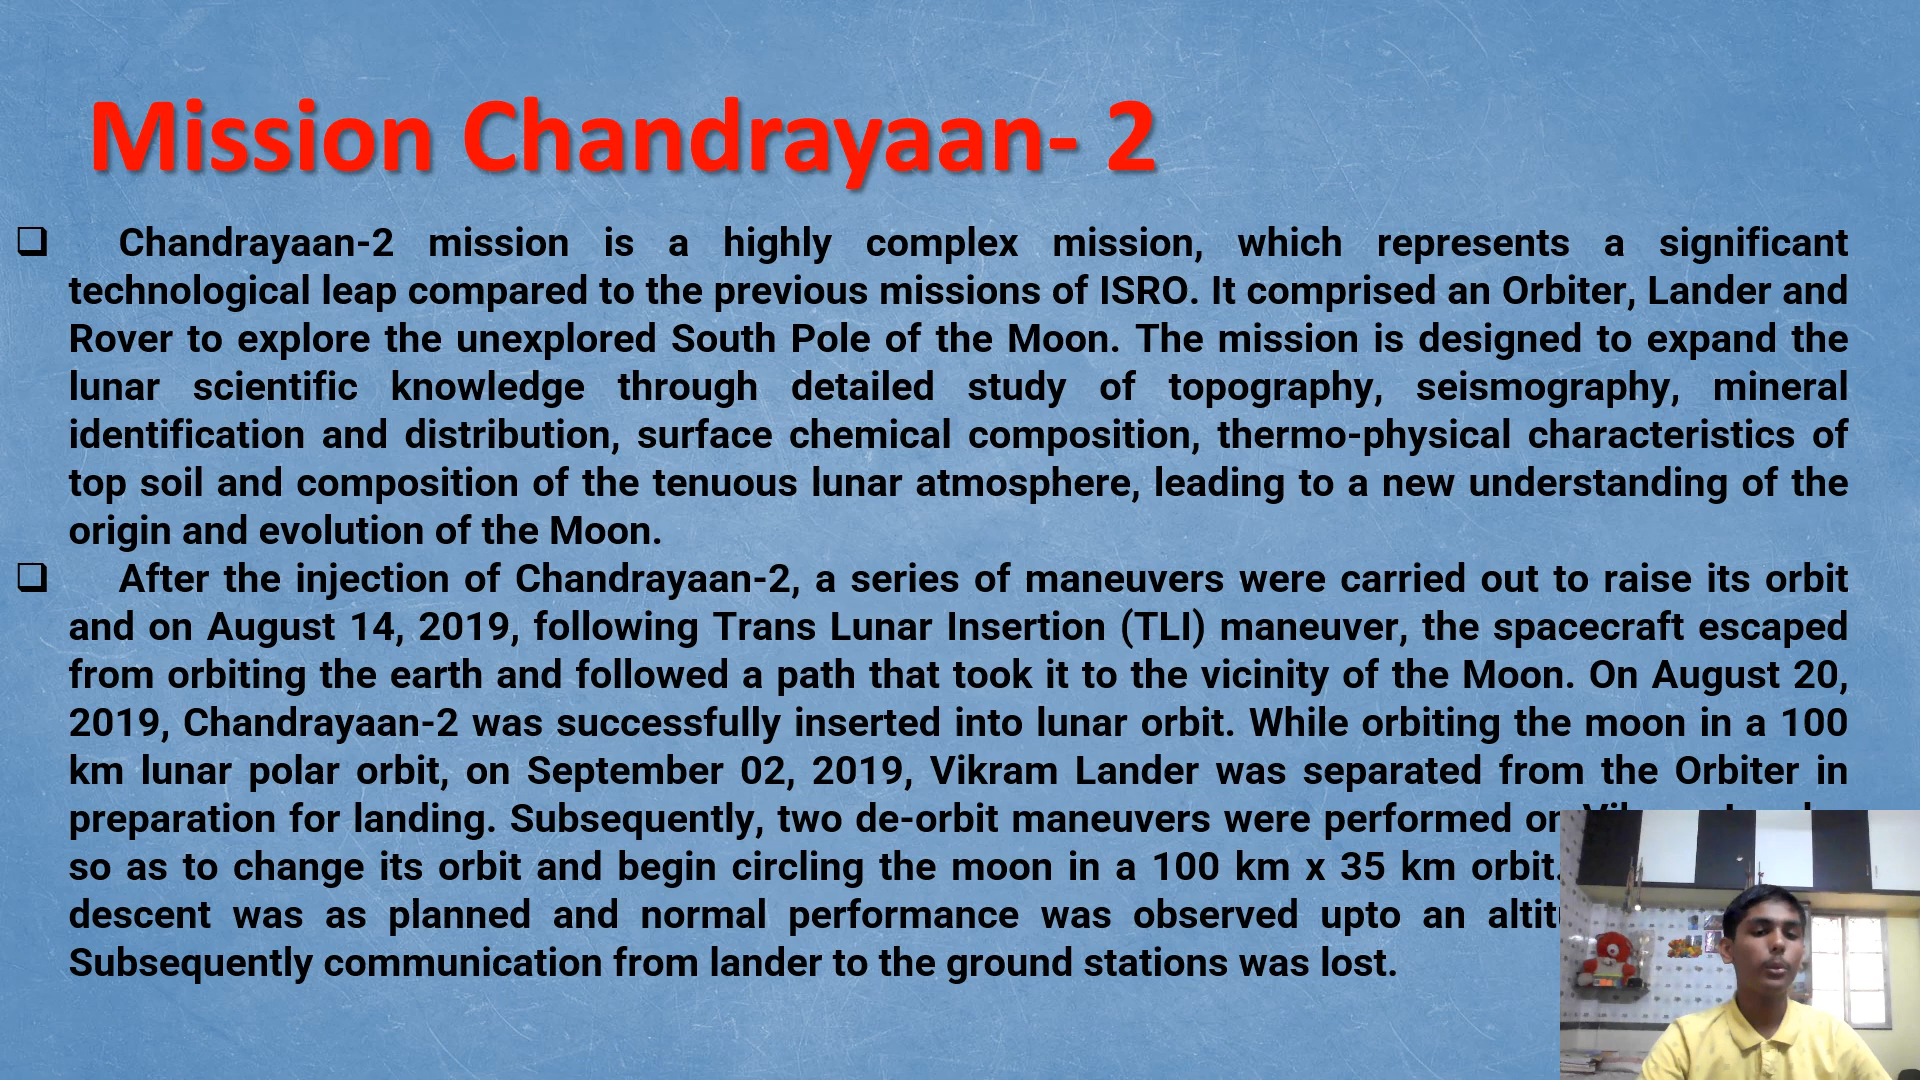 Mission Chandrayaan- 2
❑ Chandrayaan-2 mission is a highly complex mission, which represents a significant
technological leap compared to the previous missions of ISRO. It comprised an Orbiter, Lander and
Rover to explore the unexplored South Pole of the Moon. The mission is designed to expand the
lunar scientific knowledge through detailed study of topography, seismography, mineral
identification and distribution, surface chemical composition, thermo-physical characteristics of
top soil and composition of the tenuous lunar atmosphere, leading to a new understanding of the
origin and evolution of the Moon.
❑ After the injection of Chandrayaan-2, a series of maneuvers were carried out to raise its orbit
and on August 14, 2019, following Trans Lunar Insertion (TLI) maneuver, the spacecraft escaped
from orbiting the earth and followed a path that took it to the vicinity of the Moon. On August 20,
2019, Chandrayaan-2 was successfully inserted into lunar orbit. While orbiting the moon in a 100
km lunar polar orbit, on September 02, 2019, Vikram Lander was separated from the Orbiter in
preparation for landing. Subsequently, two de-orbit maneuvers were performed on
so as to change its orbit and begin circling the moon in a 100 km x 35 km orbit.
descent was as planned and normal performance was observed upto an
Subsequently communication from lander to the ground stations was lost.